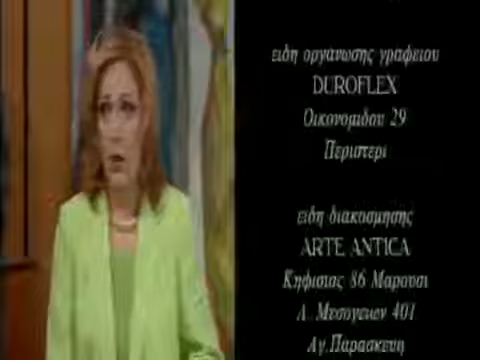 ειδη οργανωσης γραφειου
DUROFLEX
Οικονομιδου 29
Περιστερι
ειδη διακοσμησης
ARTE ANTICA
Κηφισιας 86 Μαρουσι
Λ. Μεσογειων 401
Αγ.Παρασκευη